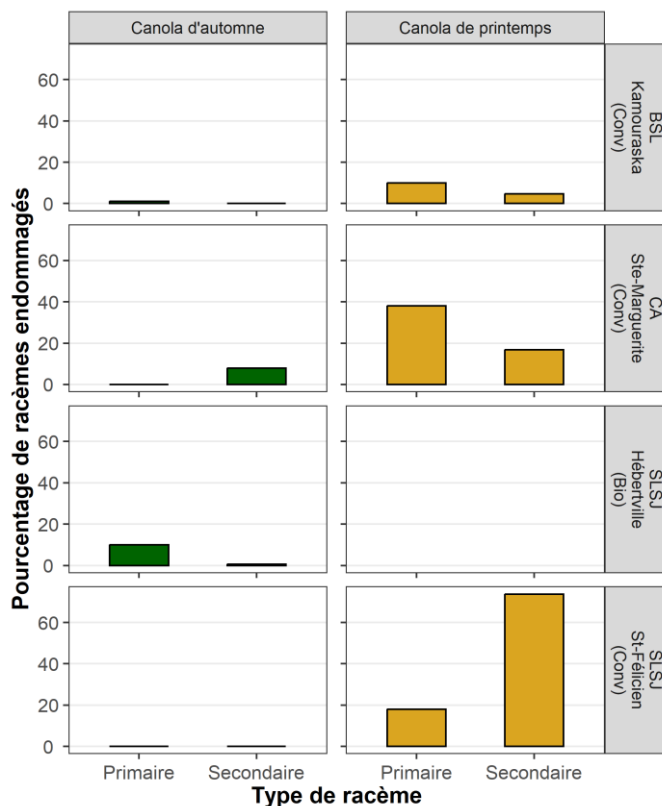 Canola d'automne
Canola de printemps
Pourcentage de racèmes endommagés
60
40
20
0
BSL
Kamouraska
(Conv)
60
40
20
0
CA
Ste-Marguerite
(Conv)
60
40
20
0
SLSJ
Hébertville
(Bio)
60
40
20
0
SLSJ
St-Félicien
(Conv)
Primaire Secondaire Primaire Secondaire
Type de racème